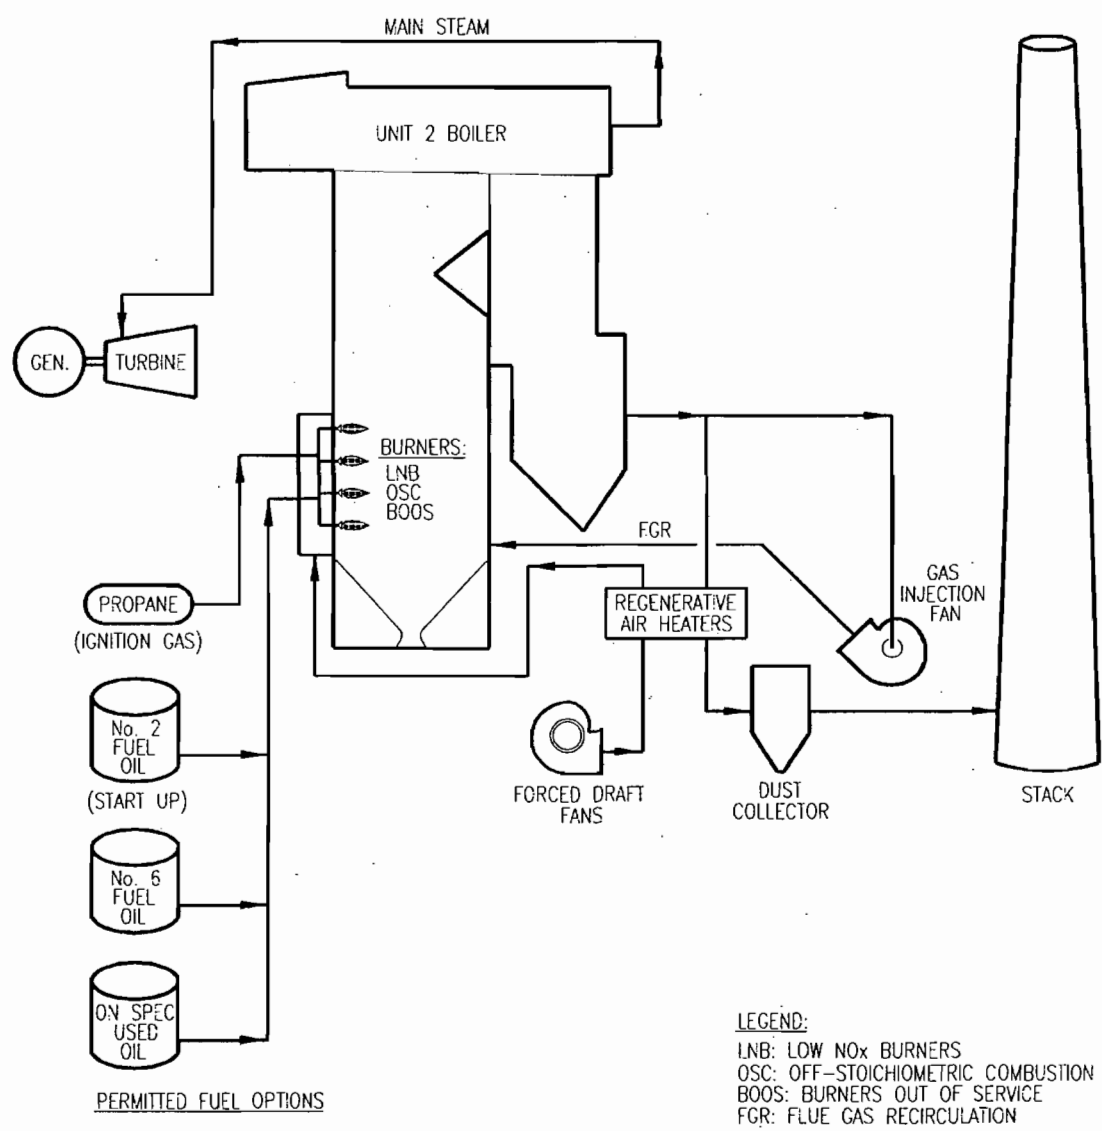 MAIN STEAM
UNIT 2 BOILER
GEN.
TURBINE
BURNERS:
LNB
OSC
BOOS
FGR
PROPANE
(IGNITION GAS)
REGENERATIVE
AIR HEATERS
GAS
INJECTION
FAN
No. 2
FUEL
OIL
(START UP)
FORCED DRAFT
FANS
DUST
COLLECTOR
STACK
No. 6
FUEL
OIL
ON SPEC
USED
OIL
PERMITTED FUEL OPTIONS
LEGEND:
LNB: LOW NOx BURNERS
OSC: OFF-STOICHIOMETRIC COMBUSTION
BOOS: BURNERS OUT OF SERVICE
FGR: FLUE GAS RECIRCULATION